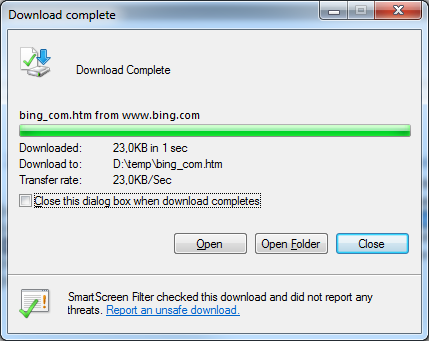 Download complete
Download Complete
bing_com.htm from www.bing.com
Downloaded: 23,0KB in 1 sec
Download to: D:\temp\bing_com.htm
Transfer rate: 23,0KB/Sec
Close this dialog box when download completes
Open Open Folder Close
SmartScreen Filter checked this download and did not report any
threats. Report an unsafe download.